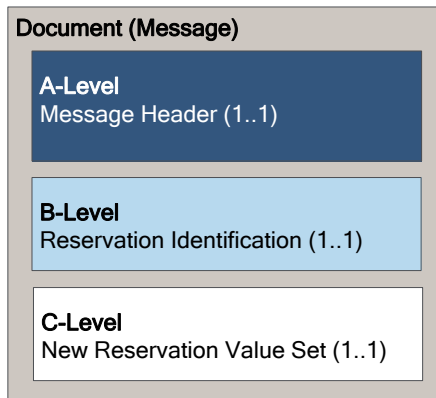 Document (Message)
A-Level
Message Header (1..1)
B-Level
Reservation Identification (1..1)
C-Level
New Reservation Value Set (1..1)